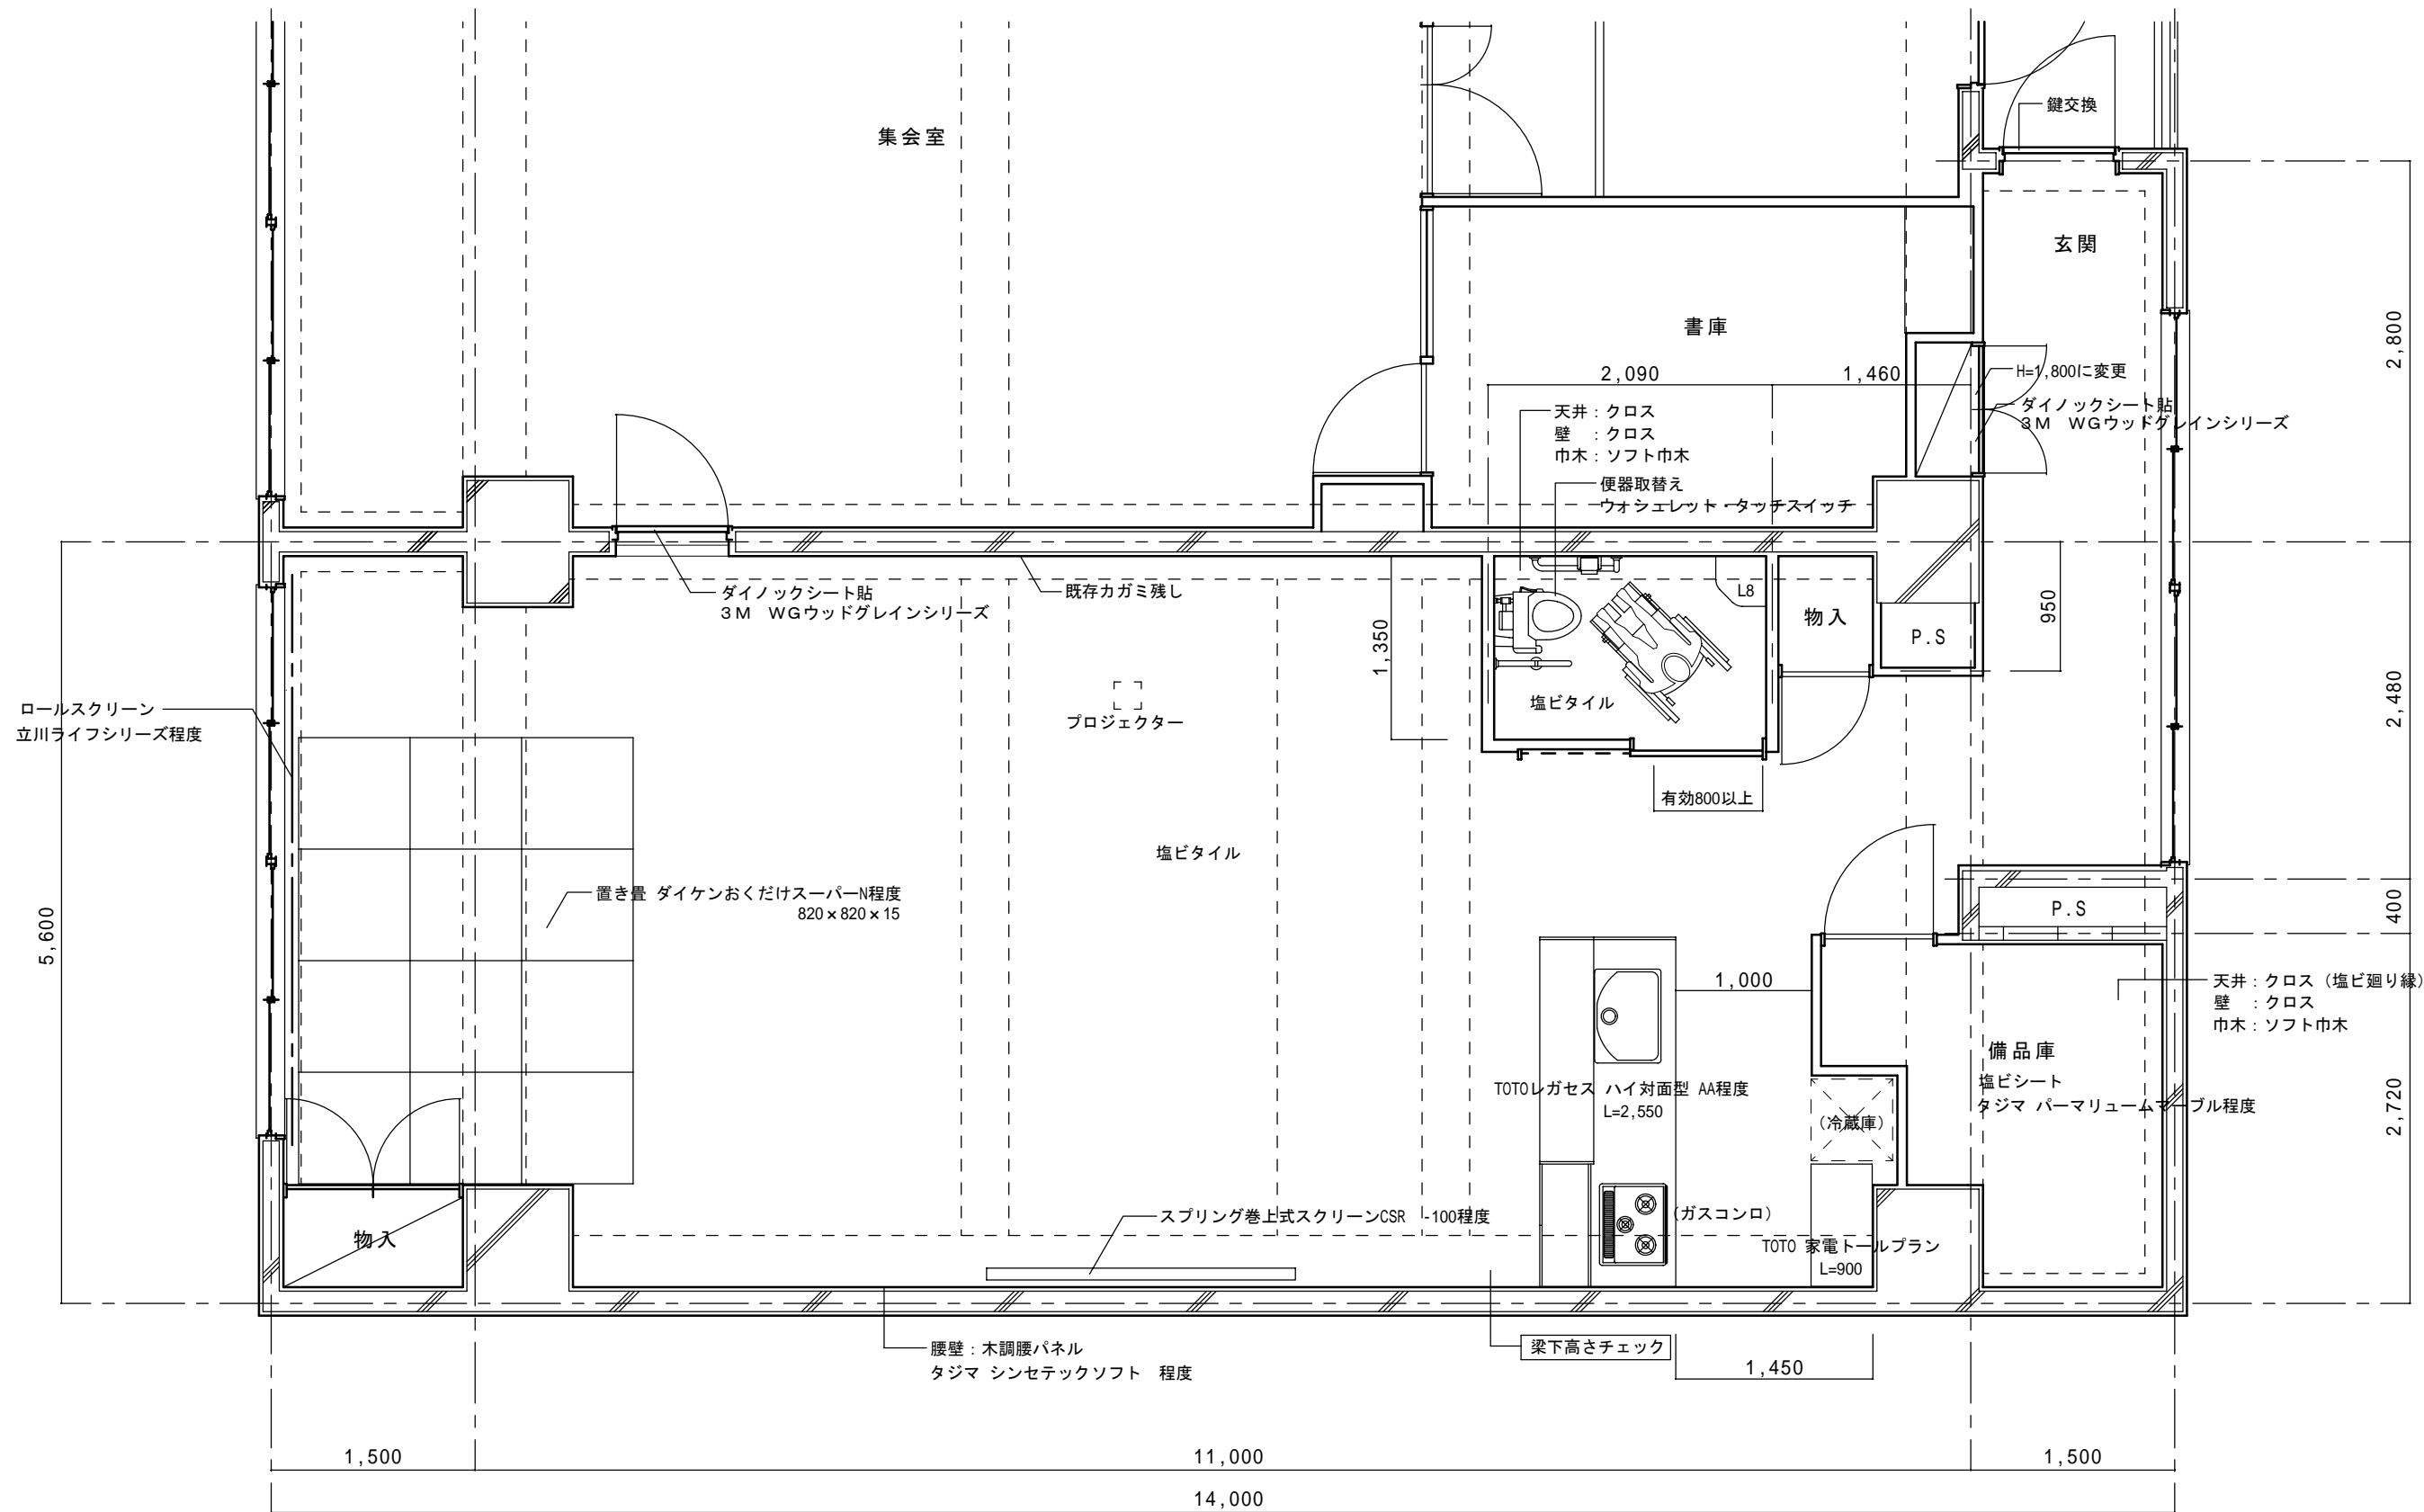 鍵交換
集会室
玄関
書庫
2,800
2,090
1,460
H=1,800に変更
ダイノックシート貼
3M WGウッドグレインシリーズ
天井：クロス
壁　：クロス
巾木：ソフト巾木
便器取替え
ウォシュレット・タッチスイッチ
ダイノックシート貼
3M WGウッドグレインシリーズ
既存カガミ残し
L8
物入
P.S
950
1,350
2,480
ロールスクリーン
立川ライフシリーズ程度
プロジェクター
塩ビタイル
有効800以上
塩ビタイル
置き畳 ダイケンおくだけスーパーN程度
820×820×15
P.S
400
5,600
1,000
天井：クロス（塩ビ廻り縁）
壁　：クロス
巾木：ソフト巾木
備品庫
塩ビシート
タジマ パーマリュームマーブル程度
TOTOレガセス ハイ対面型 AA程度
L=2,550
（冷蔵庫）
2,720
物入
スプリング巻上式スクリーンCSR -100程度
（ガスコンロ）
TOTO 家電トールプラン
L=900
腰壁：木調腰パネル
タジマ シンセテックソフト　程度
梁下高さチェック
1,450
1,500
11,000
1,500
14,000